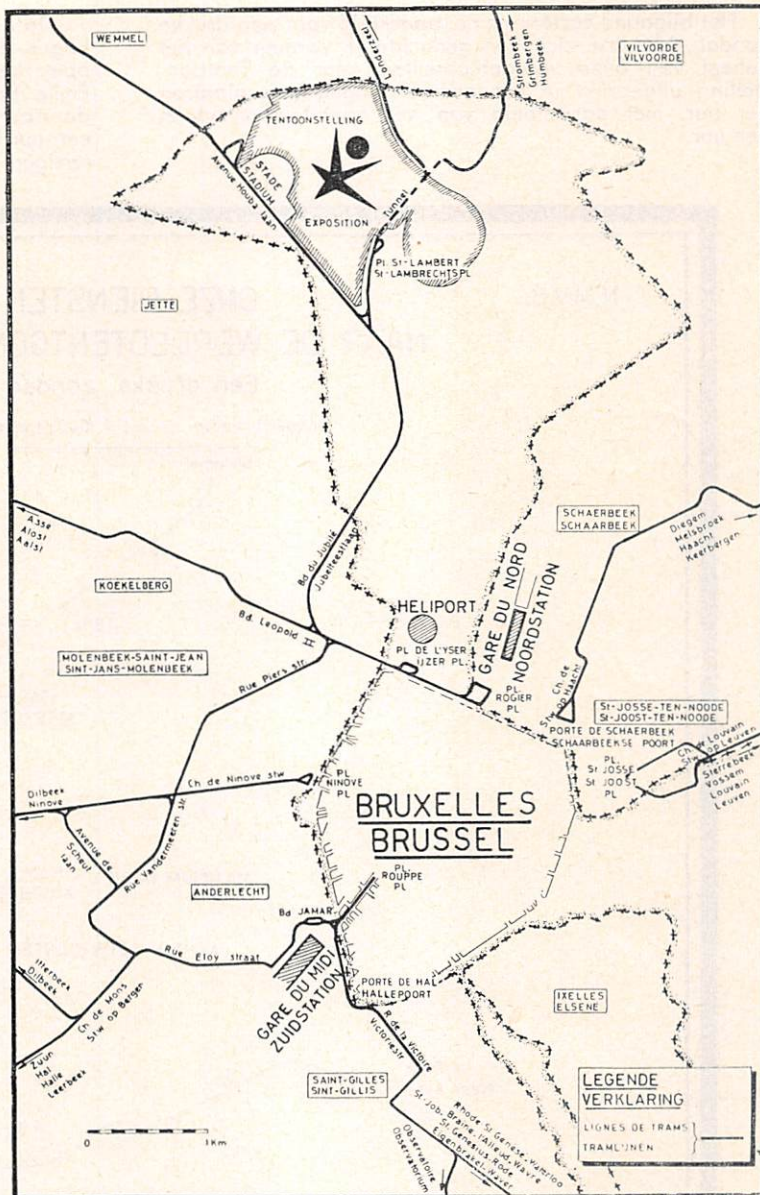 WEMMEL
Londerzeel
Strombeek
Grimbergen
Humbeek
VILVORDE
VILVOORDE
TENTOONSTELLING
STADE
STADIUM
Avenue Houba laan
EXPOSITION
Tunnel
Pl. St-LAMBERT
St-LAMBRECHTSPL
JETTE
Asse
Alost
Aalst
Bd du Jubilé
Jubelfeestlaan
SCHAERBEEK
SCHAARBEEK
Diegem
Melsbroek
Haacht
Keerbergen
KOEKELBERG
Bd. Leopold II
HELIPORT
GARE DU NORD
NOORDSTATION
PL DE L'YSER
IJZER PL.
MOLENBEEK-SAINT-JEAN
SINT-JANS-MOLENBEEK
Rue Piers str.
PL.
ROGIER
PL
Ch. de
Stw op Haacht
St-JOSSE-TEN-NOODE
St-JOOST-TEN-NOODE
PORTE DE SCHAERBEEK
SCHAARBEEKSE POORT
PL.
St JOSSE
St JOOST
PL
Ch. de Louvain
Stw op Leuven
Sterrebeek
Vossem
Louvain
Leuven
Dilbeek
Ninove
Ch de Ninove stw
PL
NINOVE
PL
BRUXELLES
BRUSSEL
Avenue de
Scheut
laan
Rue Vandermeeren str.
PL.
ROUPPE
PL
ANDERLECHT
Bd JAMAR
Rue Eloy straat
Itterbeek
Dilbeek
Ch de Mons
Stw op Bergen
GARE DU MIDI
ZUIDSTATION
PORTE DE HAL
HALLEPOORT
IXELLES
ELSENE
Zuun
Hal
Halle
Leerbeek
R. de la Victoire
Victoriestr
SAINT-GILLES
SINT-GILLIS
LEGENDE
VERKLARING
LIGNES DE TRAMS
TRAMLIJNEN
0 1Km
Observatoire
Observatorium
Rhode St Genèse-Waterloo
St-Job-Braine-l'Alleud-Wavre
St Genesius Rode
Eigenbrakel-Waver